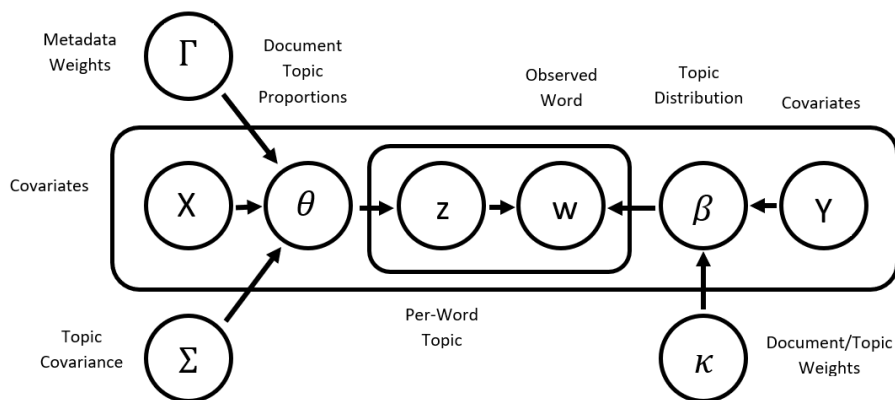 Metadata
Weights
Γ
Document
Topic
Proportions
Observed
Word
Topic
Distribution
Covariates
Covariates
X
θ
z
w
β
Y
Topic
Covariance
Σ
Per-Word
Topic
κ
Document/Topic
Weights